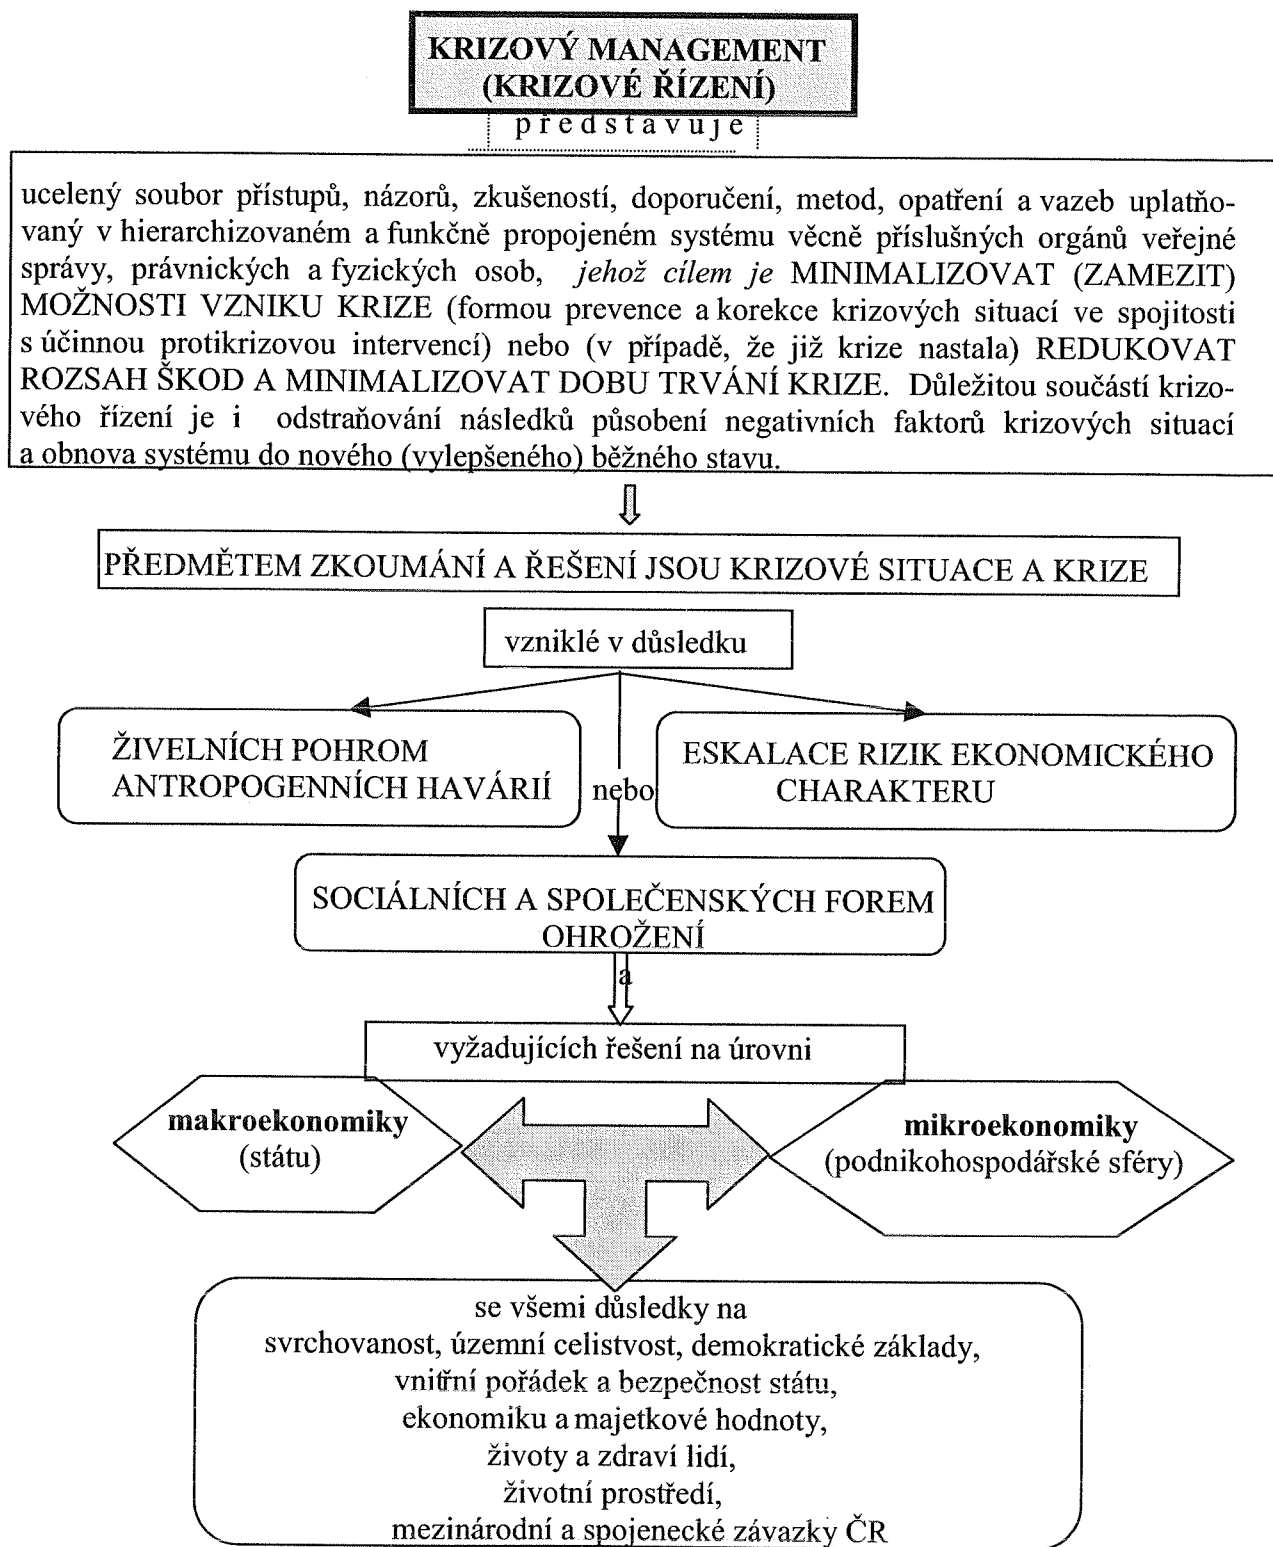 KRIZOVÝ MANAGEMENT
(KRIZOVÉ ŘÍZENÍ)
představuje
ucelený soubor přístupů, názorů, zkušeností, doporučení, metod, opatření a vazeb uplatňo-
vaný v hierarchizovaném a funkčně propojeném systému věcně příslušných orgánů veřejné
správy, právnických a fyzických osob, jehož cílem je MINIMALIZOVAT (ZAMEZIT)
MOŽNOSTI VZNIKU KRIZE (formou prevence a korekce krizových situací ve spojitosti
s účinnou protikrizovou intervencí) nebo (v případě, že již krize nastala) REDUKOVAT
ROZSAH ŠKOD A MINIMALIZOVAT DOBU TRVÁNÍ KRIZE. Důležitou součástí krizo-
vého řízení je i odstraňování následků působení negativních faktorů krizových situací
a obnova systému do nového (vylepšeného) běžného stavu.
PŘEDMĚTEM ZKOUMÁNÍ A ŘEŠENÍ JSOU KRIZOVÉ SITUACE A KRIZE
vzniklé v důsledku
ŽIVELNÍCH POHROM
ANTROPOGENNÍCH HAVÁRIÍ
nebo
ESKALACE RIZIK EKONOMICKÉHO
CHARAKTERU
SOCIÁLNÍCH A SPOLEČENSKÝCH FOREM
OHROŽENÍ
a
vyžadujících řešení na úrovni
makroekonomiky
(státu)
mikroekonomiky
(podnikohospodářské sféry)
se všemi důsledky na
svrchovanost, územní celistvost, demokratické základy,
vnitřní pořádek a bezpečnost státu,
ekonomiku a majetkové hodnoty,
životy a zdraví lidí,
životní prostředí,
mezinárodní a spojenecké závazky ČR